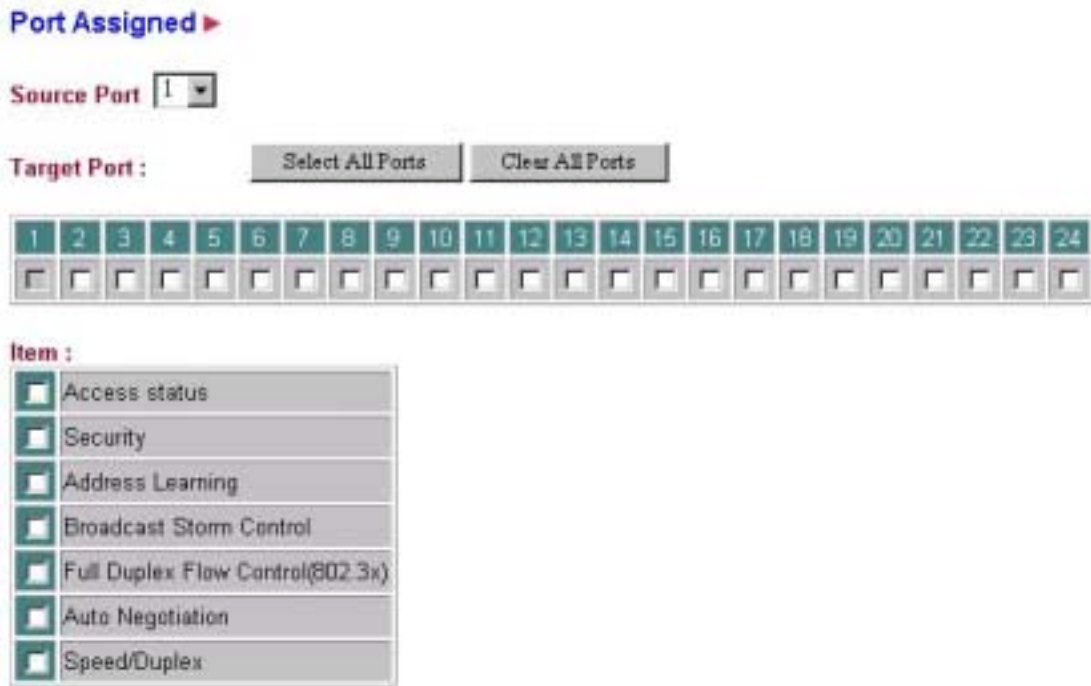 Port Assigned
Source Port 1
Target Port : Select All Ports Clear All Ports
1 2 3 4 5 6 7 8 9 10 11 12 13 14 15 16 17 18 19 20 21 22 23 24
Item :
Access status
Security
Address Learning
Broadcast Storm Control
Full Duplex Flow Control(802.3x)
Auto Negotiation
Speed/Duplex